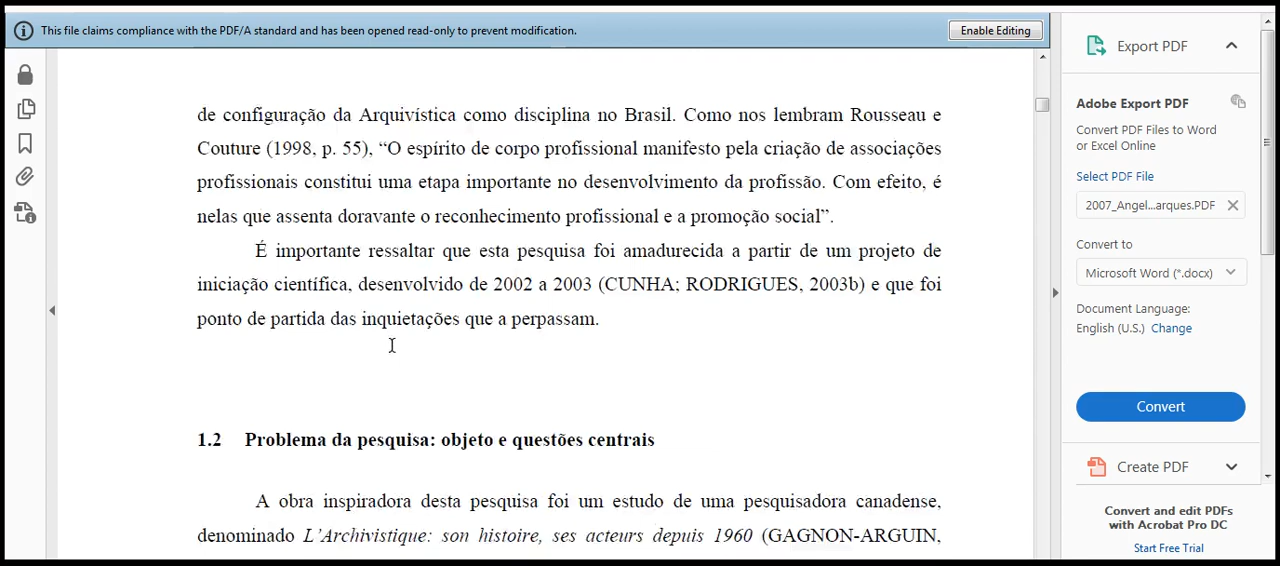 This file claims compliance with the PDF/A standard and has been opened read-only to prevent modification.
Enable Editing
de configuração da Arquivística como disciplina no Brasil. Como nos lembram Rousseau e
Couture (1998, p. 55), “O espírito de corpo profissional manifesto pela criação de associações
profissionais constitui uma etapa importante no desenvolvimento da profissão. Com efeito, é
nelas que assenta doravante o reconhecimento profissional e a promoção social”.
É importante ressaltar que esta pesquisa foi amadurecida a partir de um projeto de
iniciação científica, desenvolvido de 2002 a 2003 (CUNHA; RODRIGUES, 2003b) e que foi
ponto de partida das inquietações que a perpassam.
1.2 Problema da pesquisa: objeto e questões centrais
A obra inspiradora desta pesquisa foi um estudo de uma pesquisadora canadense,
denominado L’Archivistique: son histoire, ses acteurs depuis 1960 (GAGNON-ARGUIN,
Export PDF
Adobe Export PDF
Convert PDF Files to Word
or Excel Online
Select PDF File
2007_Angel...arques.PDF
Convert to
Microsoft Word (*.docx)
Document Language:
English (U.S.) Change
Convert
Create PDF
Convert and edit PDFs
with Acrobat Pro DC
Start Free Trial